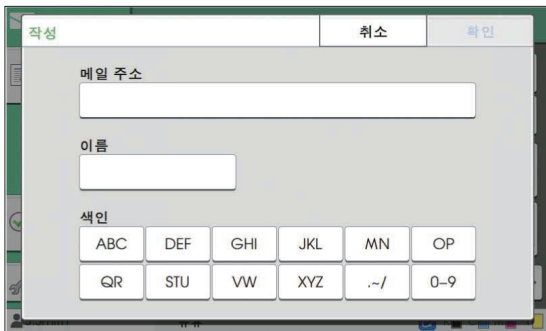 작성 취소 확인
메일 주소
이름
색인
ABC DEF GHI JKL MN OP
QR STU VW XYZ .~/ 0-9